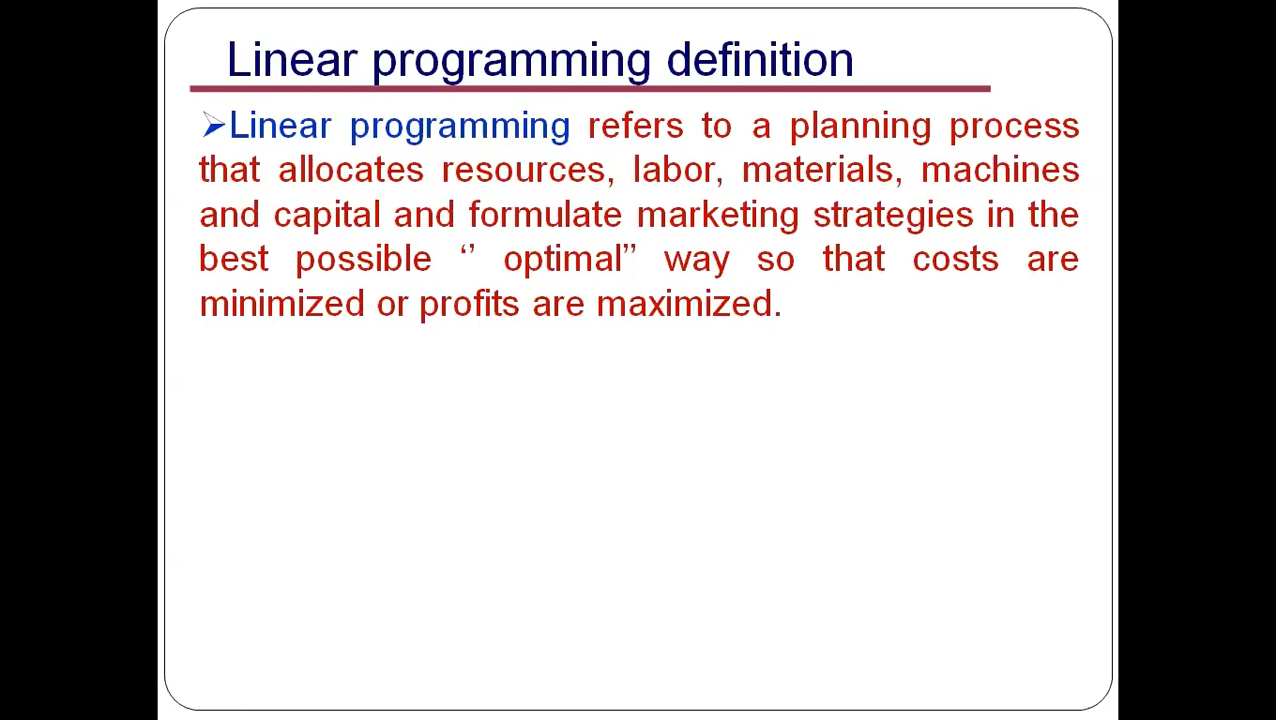 Linear programming definition
➢Linear programming refers to a planning process
that allocates resources, labor, materials, machines
and capital and formulate marketing strategies in the
best possible ‘’ optimal’’ way so that costs are
minimized or profits are maximized.